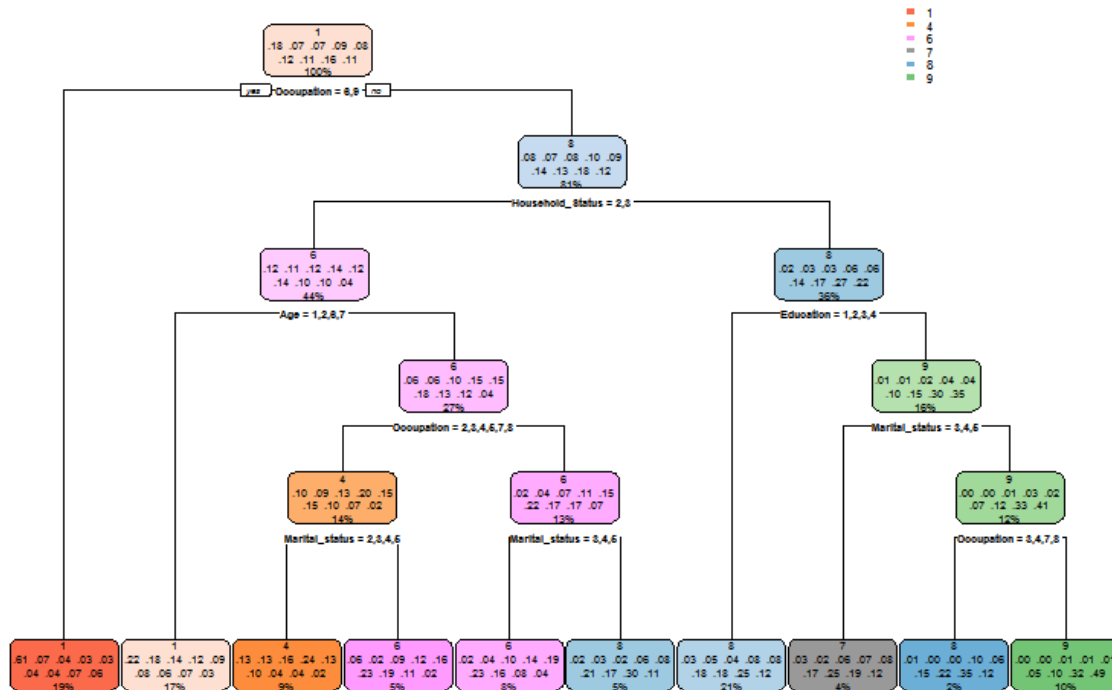 1
4
6
7
8
9
1
.18 .07 .07 .09 .08
.12 .11 .16 .11
100%
yes Occupation = 6,9 no
8
.08 .07 .08 .10 .09
.14 .13 .18 .12
81%
Household_Status = 2,3
6
.12 .11 .12 .14 .12
.14 .10 .10 .04
44%
8
.02 .03 .03 .06 .06
.14 .17 .27 .22
36%
Age = 1,2,6,7
Education = 1,2,3,4
6
.06 .06 .10 .15 .15
.18 .13 .12 .04
27%
9
.01 .01 .02 .04 .04
.10 .15 .30 .35
16%
Occupation = 2,3,4,5,7,8
Marital_status = 3,4,5
4
.10 .09 .13 .20 .15
.15 .10 .07 .02
14%
6
.02 .04 .07 .11 .15
.22 .17 .17 .07
13%
9
.00 .00 .01 .03 .02
.07 .12 .33 .41
12%
Marital_status = 2,3,4,5
Marital_status = 3,4,5
Occupation = 3,4,7,8
1
.61 .07 .04 .03 .03
.04 .04 .07 .06
19%
1
.22 .18 .14 .12 .09
.08 .06 .07 .03
17%
4
.13 .13 .16 .24 .13
.10 .04 .04 .02
9%
6
.06 .02 .09 .12 .16
.23 .19 .11 .02
5%
6
.02 .04 .10 .14 .19
.23 .16 .08 .04
8%
8
.02 .03 .02 .06 .08
.21 .17 .30 .11
5%
8
.03 .05 .04 .08 .08
.18 .18 .25 .12
21%
7
.03 .02 .06 .07 .08
.17 .25 .19 .12
4%
8
.01 .00 .00 .10 .06
.15 .22 .35 .12
2%
9
.00 .00 .01 .01 .01
.05 .10 .32 .49
10%